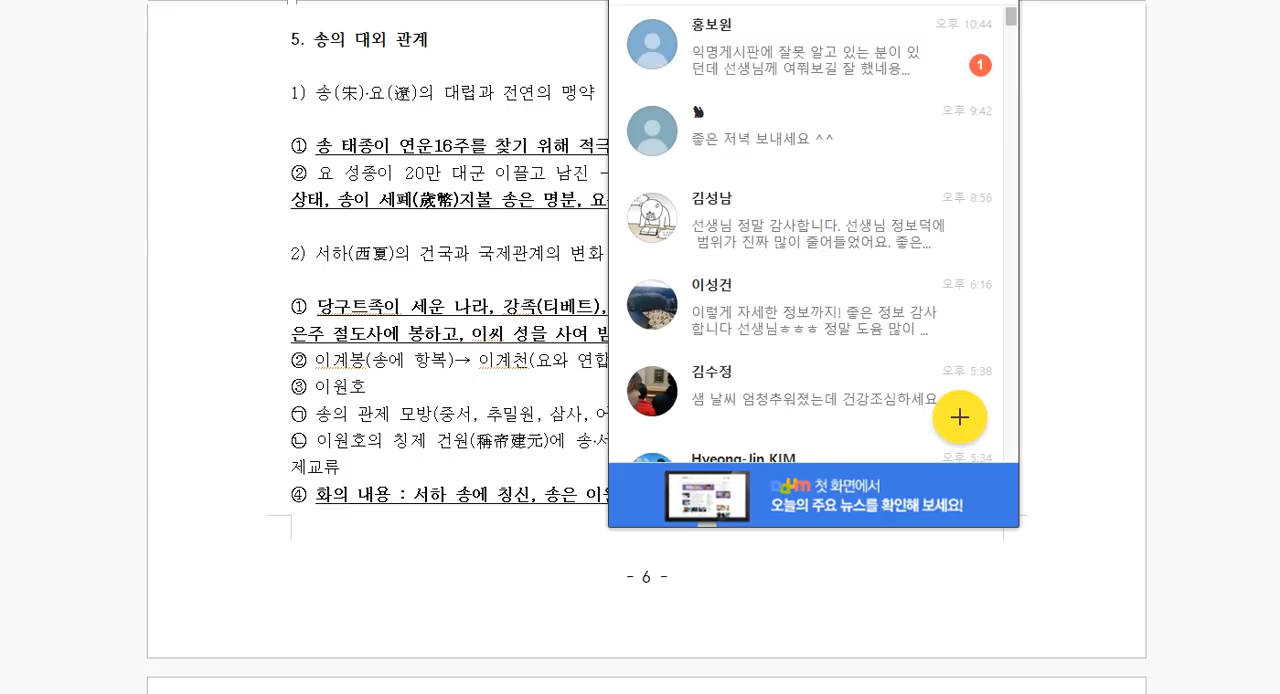 5. 송의 대외 관계
1) 송(宋)·요(遼)의 대립과 전연의 맹약
① 송 태종이 연운16주를 찾기 위해 적극
② 요 성종이 20만 대군 이끌고 남진 →
상태, 송이 세폐(歲幣)지불 송은 명분, 요
2) 서하(西夏)의 건국과 국제관계의 변화
① 당구트족이 세운 나라, 강족(티베트),
은주 절도사에 봉하고, 이씨 성을 사여 받
② 이계봉(송에 항복)→ 이계천(요와 연합
③ 이원호
㉠ 송의 관제 모방(중서, 추밀원, 삼사, 어
㉡ 이원호의 칭제 건원(稱帝建元)에 송·서
제교류
④ 화의 내용 : 서하 송에 칭신, 송은 이원
- 6 -
홍보원
오후 10:44
익명게시판에 잘못 알고 있는 분이 있
던데 선생님께 여쭤보길 잘 했네용...
1
오후 9:42
좋은 저녁 보내세요 ^^
김성남
오후 8:56
선생님 정말 감사합니다. 선생님 정보덕에
범위가 진짜 많이 줄어들었어요. 좋은...
이성건
오후 6:16
이렇게 자세한 정보까지! 좋은 정보 감사
합니다 선생님ㅎㅎㅎ 정말 도움 많이 ...
김수정
오후 5:38
샘 날씨 엄청추워졌는데 건강조심하세요
Hyeong-Jin KIM
오후 5:34
Daum 첫 화면에서
오늘의 주요 뉴스를 확인해 보세요!